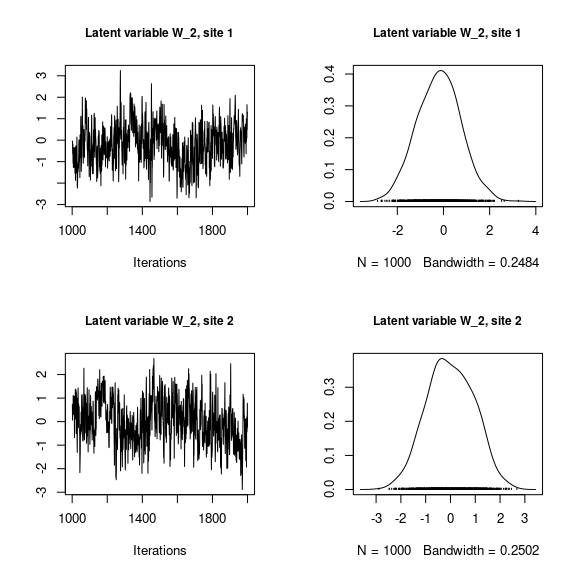 Latent variable W_2, site 1
3
2
1
0
-1
-3
1000 1400 1800
Iterations
Latent variable W_2, site 1
0.4
0.3
0.2
0.1
0.0
-2 0 2 4
N = 1000 Bandwidth = 0.2484
Latent variable W_2, site 2
2
1
0
-1
-2
-3
1000 1400 1800
Iterations
Latent variable W_2, site 2
0.3
0.2
0.1
0.0
-3 -2 -1 0 1 2 3
N = 1000 Bandwidth = 0.2502